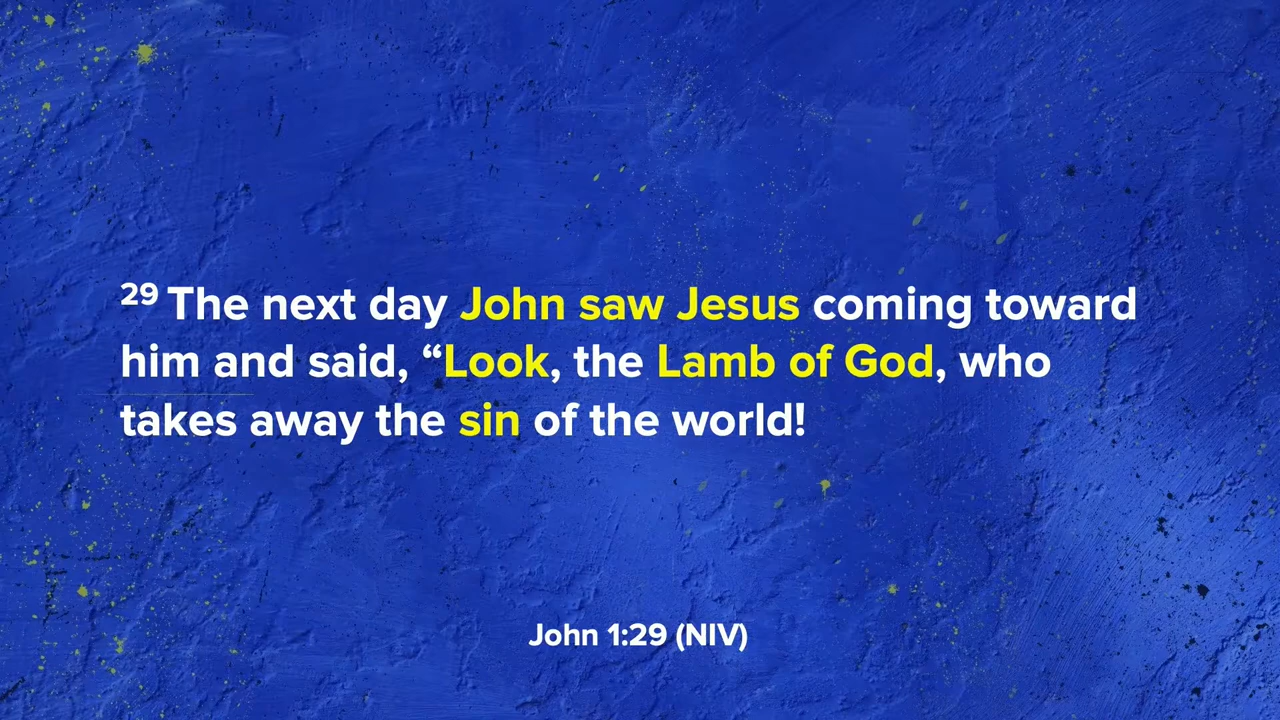 29 The next day John saw Jesus coming toward
him and said, “Look, the Lamb of God, who
takes away the sin of the world!
John 1:29 (NIV)